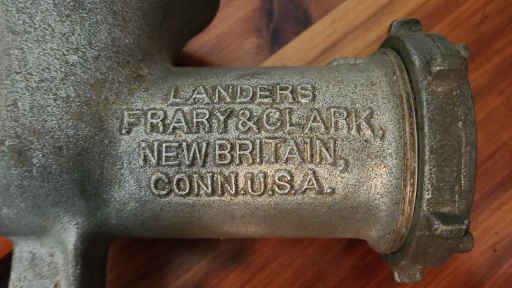 LANDERS
FRARY & CLARK,
NEW BRITAIN,
CONN. U.S.A.